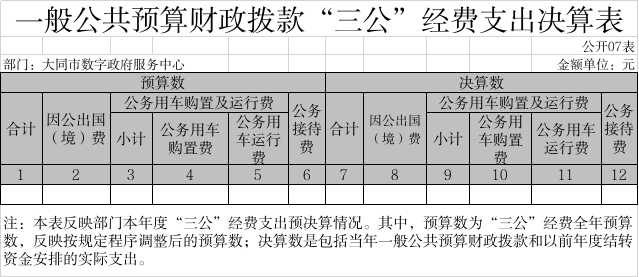 一般公共预算财政拨款“三公”经费支出决算表
公开07表
部门：大同市数字政府服务中心 金额单位：元
预算数 决算数
合计 因公出国（境）费 公务用车购置及运行费 公务接待费 合计 因公出国（境）费 公务用车购置及运行费 公务接待费
小计 公务用车购置费 公务用车运行费 小计 公务用车购置费 公务用车运行费
1 2 3 4 5 6 7 8 9 10 11 12
注：本表反映部门本年度“三公”经费支出预决算情况。其中，预算数为“三公”经费全年预算
数，反映按规定程序调整后的预算数；决算数是包括当年一般公共预算财政拨款和以前年度结转
资金安排的实际支出。